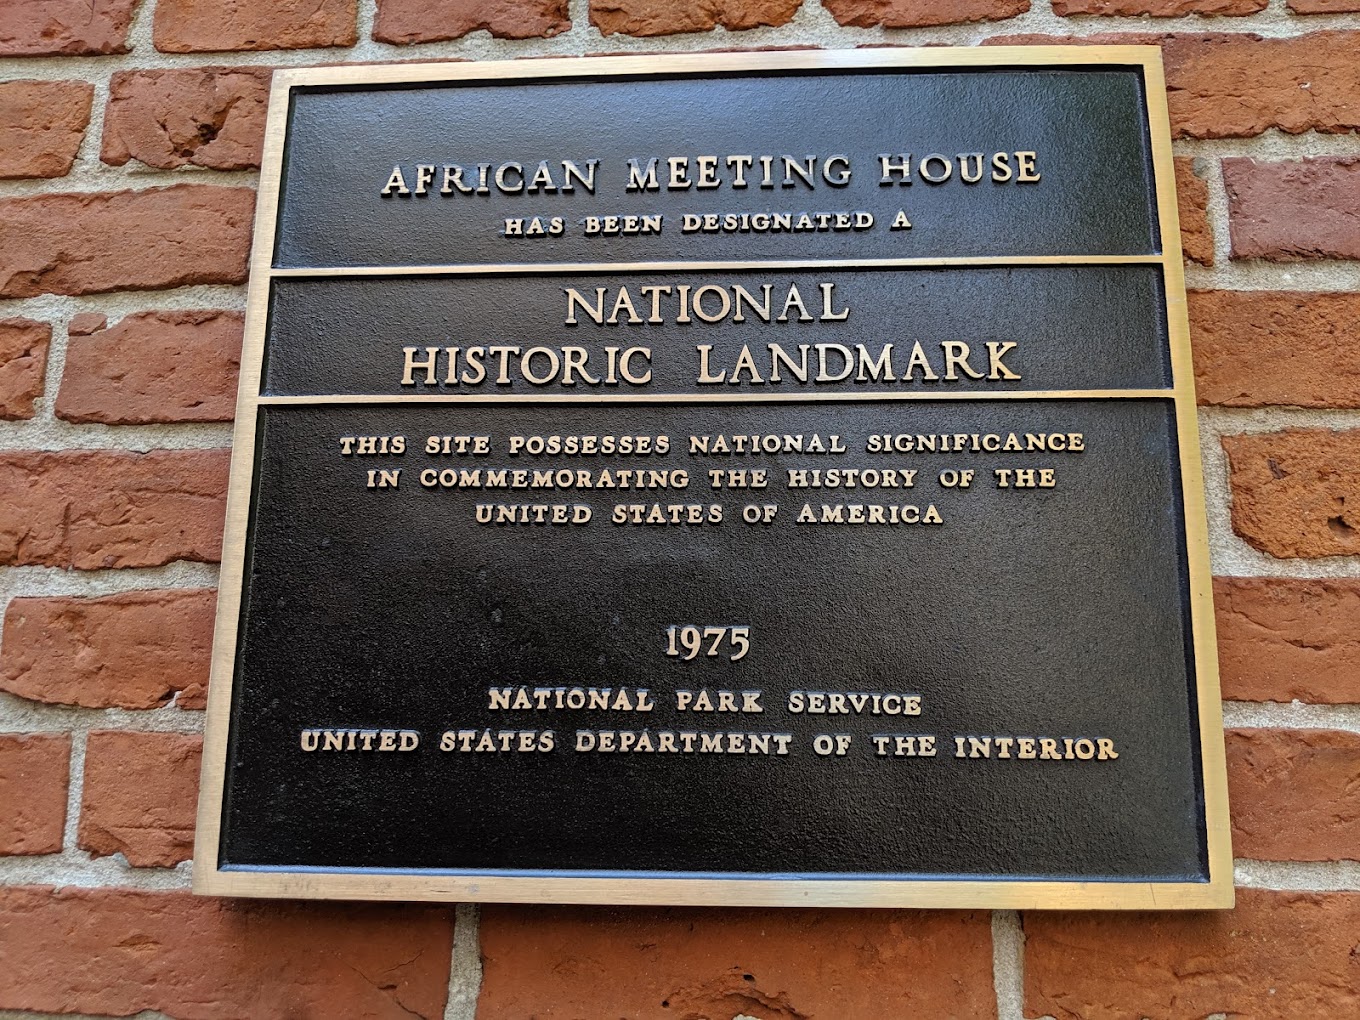 AFRICAN MEETING HOUSE
HAS BEEN DESIGNATED A
NATIONAL
HISTORIC LANDMARK
THIS SITE POSSESSES NATIONAL SIGNIFICANCE
IN COMMEMORATING THE HISTORY OF THE
UNITED STATES OF AMERICA
1975
NATIONAL PARK SERVICE
UNITED STATES DEPARTMENT OF THE INTERIOR